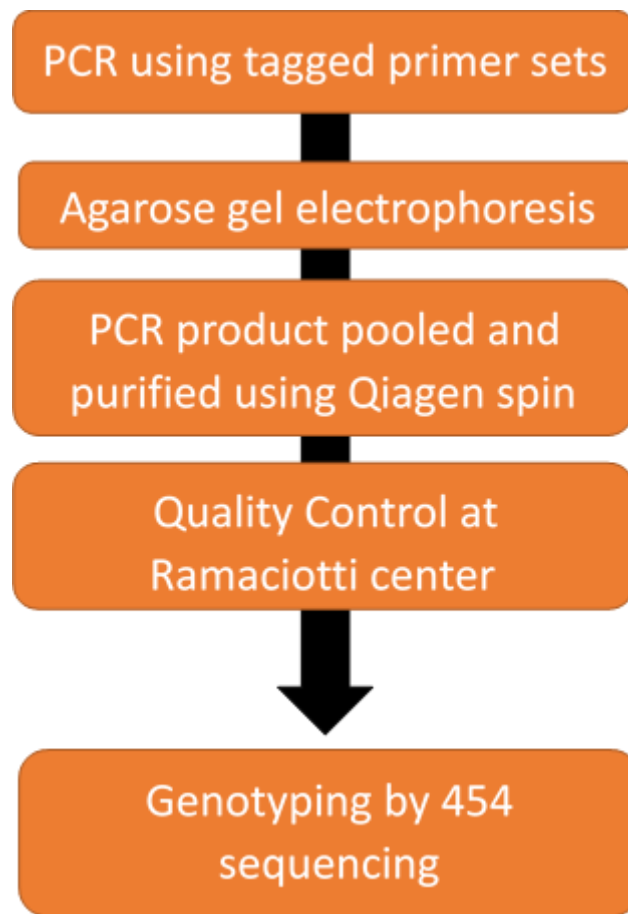 PCR using tagged primer sets
Agarose gel electrophoresis
PCR product pooled and
purified using Qiagen spin
Quality Control at
Ramaciotti center
Genotyping by 454
sequencing